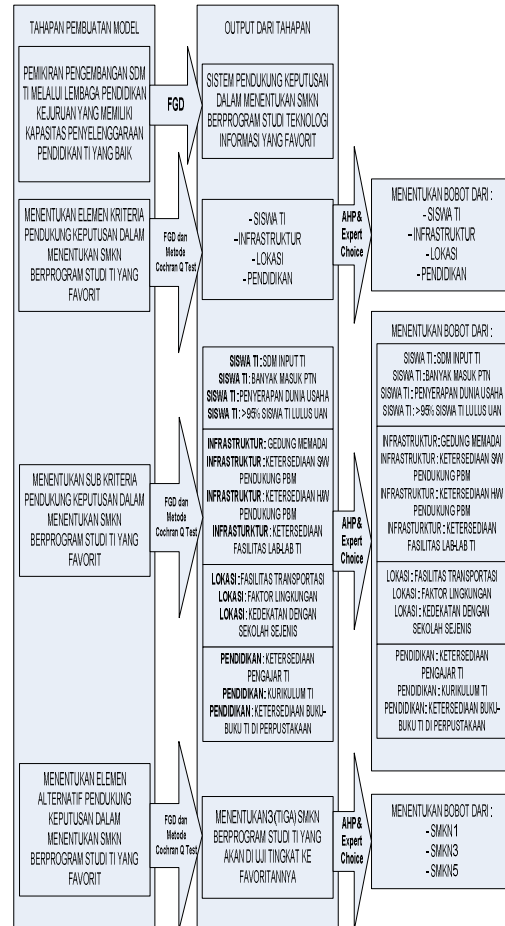 TAHAPAN PEMBUATAN MODEL
OUTPUT DARI TAHAPAN
PEMIKIRAN PENGEMBANGAN SDM
TI MELALUI LEMBAGA PENDIDIKAN
KEJURUAN YANG MEMILIKI
KAPASITAS PENYELENGGARAAN
PENDIDIKAN TI YANG BAIK
FGD
SISTEM PENDUKUNG KEPUTUSAN
DALAM MENENTUKAN SMKN
BERPROGRAM STUDI TEKNOLOGI
INFORMASI YANG FAVORIT
MENENTUKAN ELEMEN KRITERIA
PENDUKUNG KEPUTUSAN DALAM
MENENTUKAN SMKN
BERPROGRAM STUDI TI YANG
FAVORIT
FGD dan
Metode
Cochran Q Test
- SISWA TI
- INFRASTRUKTUR
- LOKASI
- PENDIDIKAN
AHP &
Expert
Choice
MENENTUKAN BOBOT DARI :
- SISWA TI
- INFRASTRUKTUR
- LOKASI
- PENDIDIKAN
MENENTUKAN SUB KRITERIA
PENDUKUNG KEPUTUSAN DALAM
MENENTUKAN SMKN
BERPROGRAM STUDI TI YANG
FAVORIT
FGD dan
Metode
Cochran Q Test
SISWA TI : SDM INPUT TI
SISWA TI : BANYAK MASUK PTN
SISWA TI : PENYERAPAN DUNIA USAHA
SISWA TI : >95% SISWA TI LULUS UAN
INFRASTRUKTUR : GEDUNG MEMADAI
INFRASTRUKTUR : KETERSEDIAAN S/W
PENDUKUNG PBM
INFRASTRUKTUR : KETERSEDIAAN H/W
PENDUKUNG PBM
INFRASTURKTUR : KETERSEDIAAN
FASILITAS LAB-LAB TI
LOKASI : FASILITAS TRANSPORTASI
LOKASI : FAKTOR LINGKUNGAN
LOKASI : KEDEKATAN DENGAN
SEKOLAH SEJENIS
PENDIDIKAN : KETERSEDIAAN
PENGAJAR TI
PENDIDIKAN : KURIKULUM TI
PENDIDIKAN : KETERSEDIAAN BUKU-
BUKU TI DI PERPUSTAKAAN
AHP &
Expert
Choice
MENENTUKAN BOBOT DARI :
SISWA TI : SDM INPUT TI
SISWA TI : BANYAK MASUK PTN
SISWA TI : PENYERAPAN DUNIA USAHA
SISWA TI : >95% SISWA TI LULUS UAN
INFRASTRUKTUR : GEDUNG MEMADAI
INFRASTRUKTUR : KETERSEDIAAN S/W
PENDUKUNG PBM
INFRASTRUKTUR : KETERSEDIAAN H/W
PENDUKUNG PBM
INFRASTURKTUR : KETERSEDIAAN
FASILITAS LAB-LAB TI
LOKASI : FASILITAS TRANSPORTASI
LOKASI : FAKTOR LINGKUNGAN
LOKASI : KEDEKATAN DENGAN
SEKOLAH SEJENIS
PENDIDIKAN : KETERSEDIAAN
PENGAJAR TI
PENDIDIKAN : KURIKULUM TI
PENDIDIKAN : KETERSEDIAAN BUKU-
BUKU TI DI PERPUSTAKAAN
MENENTUKAN ELEMEN
ALTERNATIF PENDUKUNG
KEPUTUSAN DALAM
MENENTUKAN SMKN
BERPROGRAM STUDI TI YANG
FAVORIT
FGD dan
Metode
Cochran Q Test
MENENTUKAN 3 (TIGA) SMKN
BERPROGRAM STUDI TI YANG
AKAN DI UJI TINGKAT KE
FAVORITANNYA
AHP &
Expert
Choice
MENENTUKAN BOBOT DARI :
- SMKN1
- SMKN3
- SMKN5